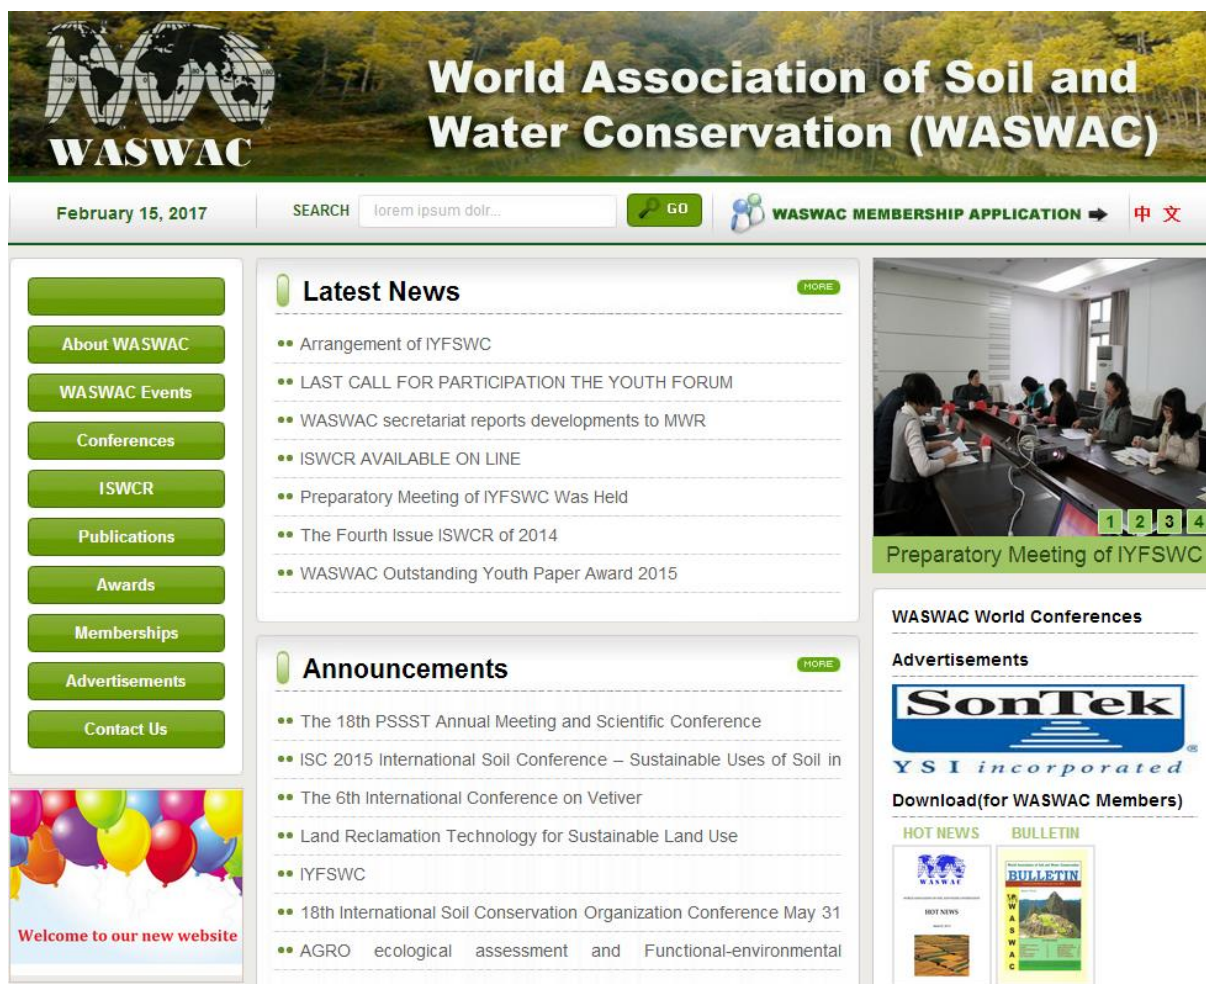 WASWAC
World Association of Soil and
Water Conservation (WASWAC)
February 15, 2017
SEARCH
lorem ipsum dolr...
GO
WASWAC MEMBERSHIP APPLICATION
中 文
About WASWAC
WASWAC Events
Conferences
ISWCR
Publications
Awards
Memberships
Advertisements
Contact Us
Welcome to our new website
Latest News
MORE
Arrangement of IYFSWC
LAST CALL FOR PARTICIPATION THE YOUTH FORUM
WASWAC secretariat reports developments to MWR
ISWCR AVAILABLE ON LINE
Preparatory Meeting of IYFSWC Was Held
The Fourth Issue ISWCR of 2014
WASWAC Outstanding Youth Paper Award 2015
Announcements
MORE
The 18th PSSST Annual Meeting and Scientific Conference
ISC 2015 International Soil Conference – Sustainable Uses of Soil in
The 6th International Conference on Vetiver
Land Reclamation Technology for Sustainable Land Use
IYFSWC
18th International Soil Conservation Organization Conference May 31
AGRO ecological assessment and Functional-environmental
1 2 3 4
Preparatory Meeting of IYFSWC
WASWAC World Conferences
Advertisements
SonTek
YSI incorporated
Download(for WASWAC Members)
HOT NEWS
BULLETIN
WASWAC
HOT NEWS
BULLETIN
WASWAC